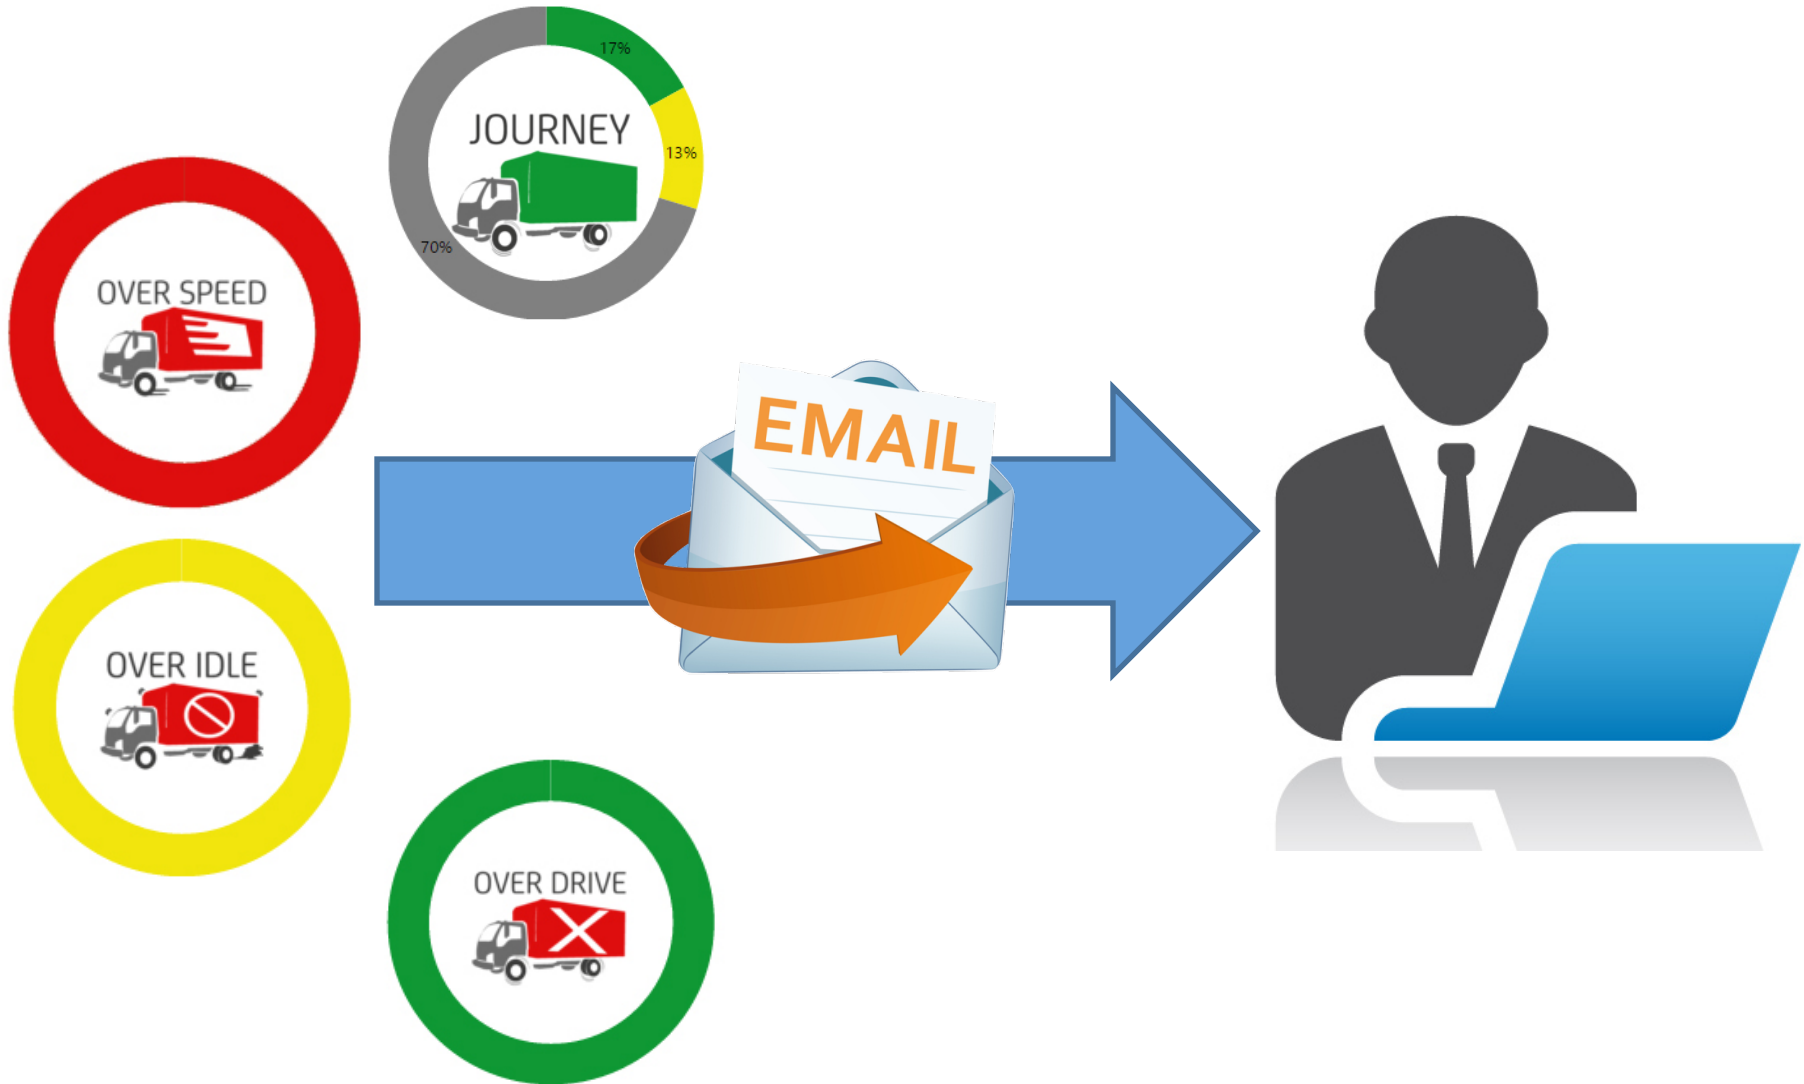 17%
JOURNEY
13%
70%
OVER SPEED
EMAIL
OVER IDLE
OVER DRIVE